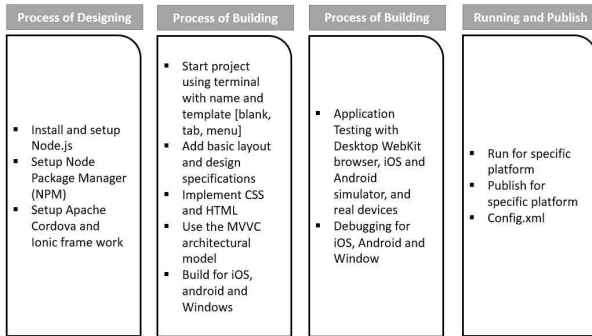 Process of Designing
Install and setup
Node.js
Setup Node
Package Manager
(NPM)
Setup Apache
Cordova and
Ionic frame work
Process of Building
Start project
using terminal
with name and
template [blank,
tab, menu]
Add basic layout
and design
specifications
Implement CSS
and HTML
Use the MVVC
architectural
model
Build for iOS,
android and
Windows
Process of Building
Application
Testing with
Desktop WebKit
browser, iOS and
Android
simulator, and
real devices
Debugging for
iOS, Android and
Window
Running and Publish
Run for specific
platform
Publish for
specific platform
Config.xml